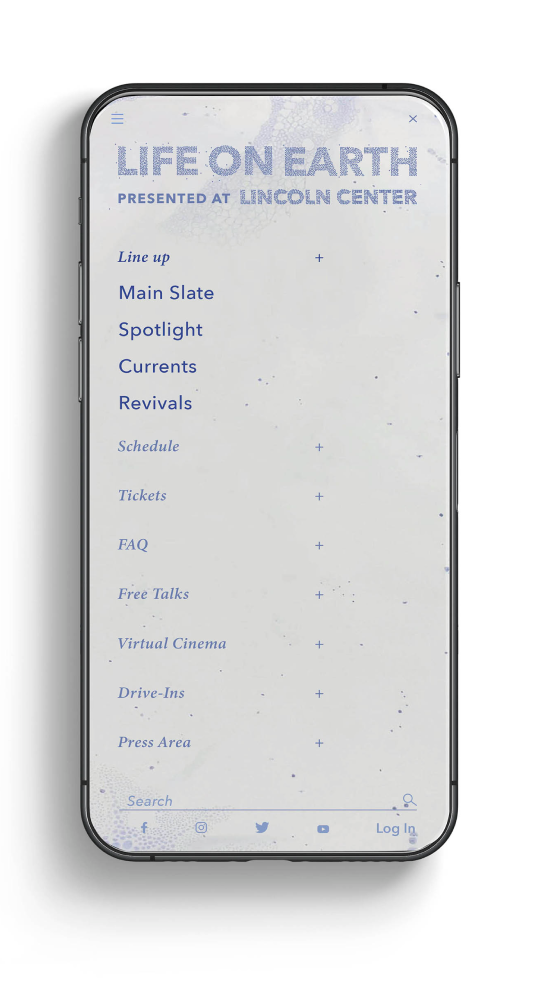 LIFE ON EARTH
PRESENTED AT LINCOLN CENTER
Line up +
Main Slate
Spotlight
Currents
Revivals
Schedule +
Tickets +
FAQ +
Free Talks +
Virtual Cinema +
Drive-Ins +
Press Area +
Search
Log In